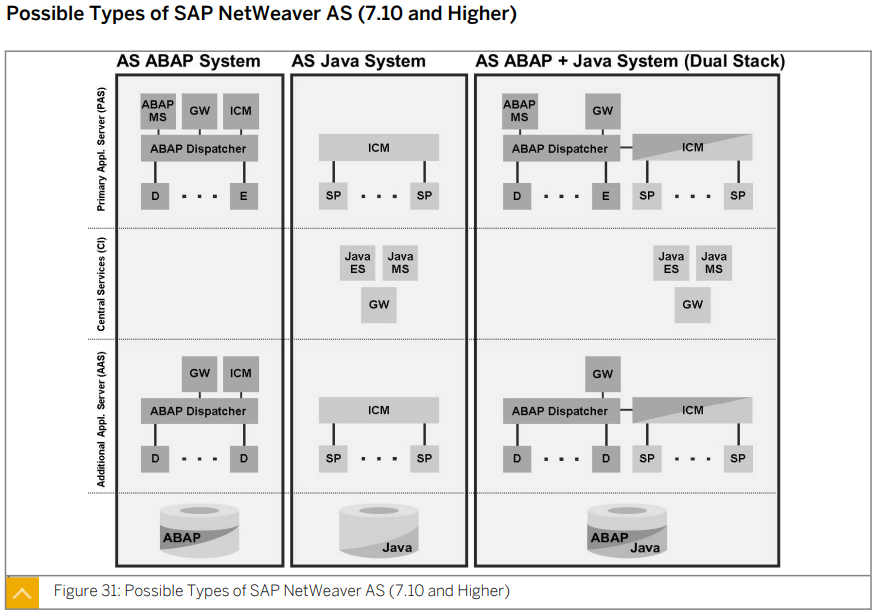 Possible Types of SAP NetWeaver AS (7.10 and Higher)
AS ABAP System
AS Java System
AS ABAP + Java System (Dual Stack)
Primary Appl. Server (PAS)
ABAP
MS
GW
ICM
ABAP Dispatcher
D
. . .
E
ICM
SP
. . .
SP
ABAP
MS
GW
ABAP Dispatcher
ICM
D
. . .
E
SP
. . .
SP
Central Services (CI)
Java
ES
Java
MS
GW
Java
ES
Java
MS
GW
Additional Appl. Server (AAS)
GW
ICM
ABAP Dispatcher
D
. . .
D
ICM
SP
. . .
SP
GW
ABAP Dispatcher
ICM
D
. . .
D
SP
. . .
SP
ABAP
Java
ABAP
Java
Figure 31: Possible Types of SAP NetWeaver AS (7.10 and Higher)